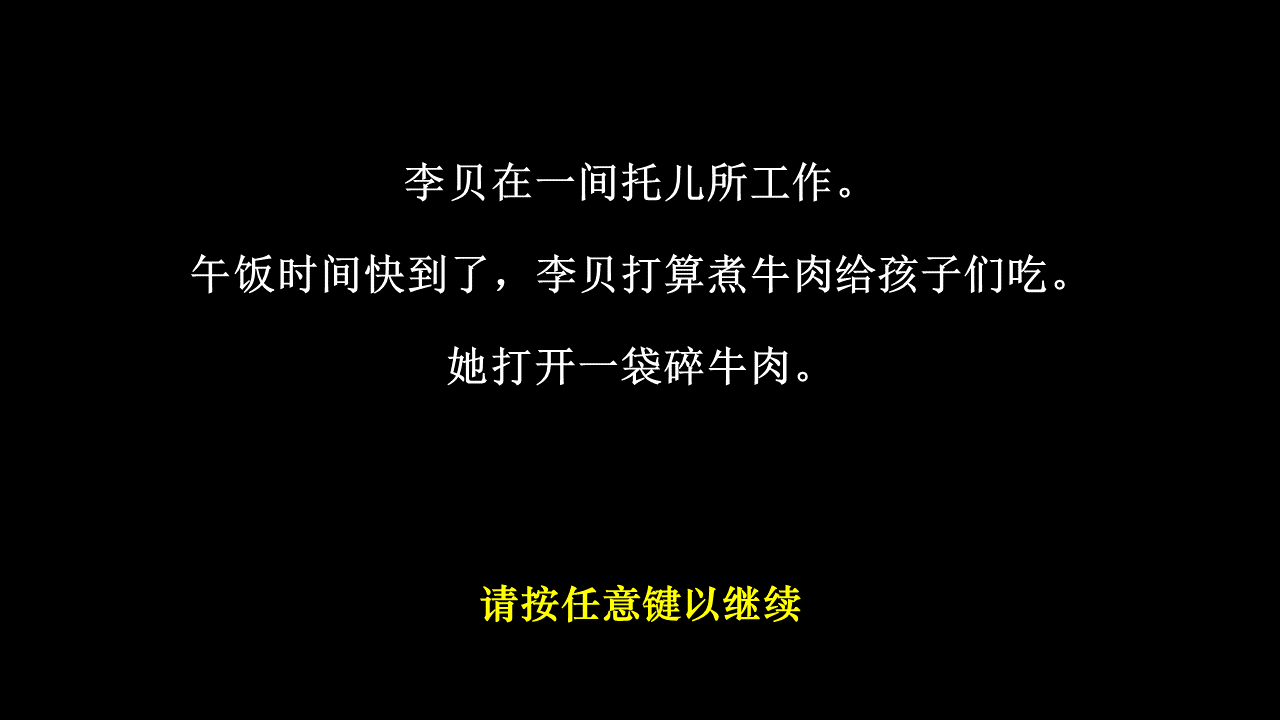 李贝在一间托儿所工作。
午饭时间快到了，李贝打算煮牛肉给孩子们吃。
她打开一袋碎牛肉。
请按任意键以继续